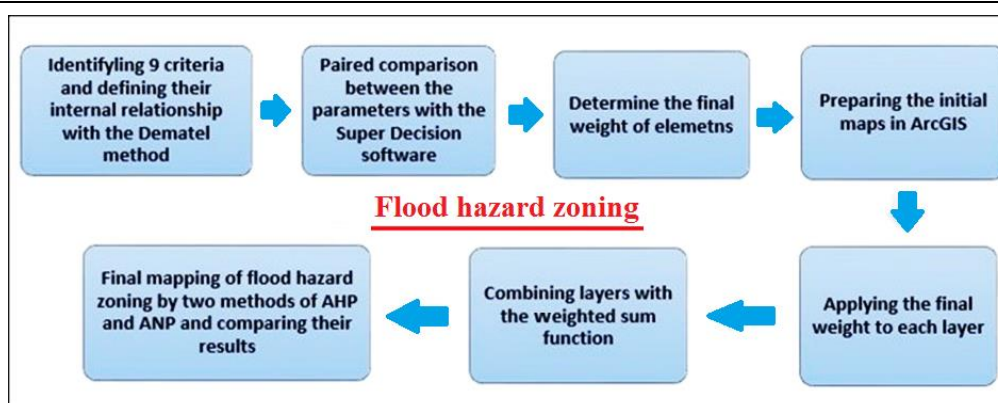 Identifyling 9 criteria
and defining their
internal relationship
with the Dematel
method
Paired comparison
between the
parameters with the
Super Decision
software
Determine the final
weight of elemetns
Preparing the initial
maps in ArcGIS
Flood hazard zoning
Applying the final
weight to each layer
Combining layers with
the weighted sum
function
Final mapping of flood hazard
zoning by two methods of AHP
and ANP and comparing their
results